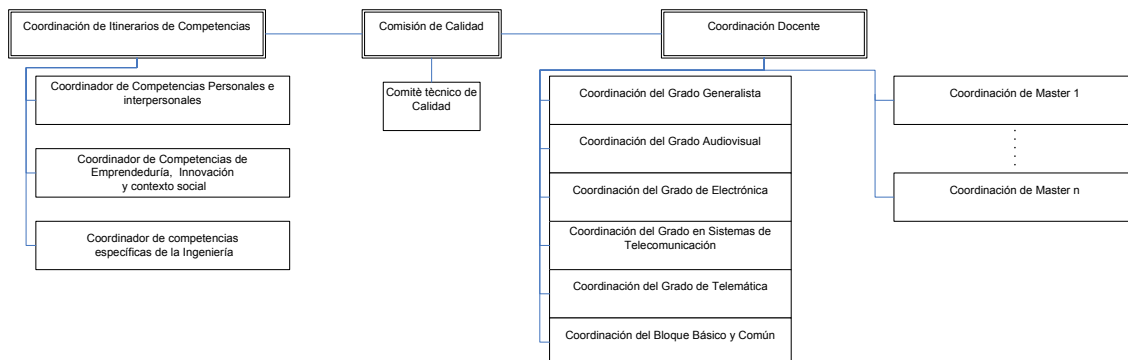 Coordinación de Itinerarios de Competencias
Comisión de Calidad
Coordinación Docente
Coordinador de Competencias Personales e
interpersonales
Coordinador de Competencias de
Emprendeduría, Innovación
y contexto social
Coordinador de competencias
específicas de la Ingeniería
Comitè tècnico de
Calidad
Coordinación del Grado Generalista
Coordinación del Grado Audiovisual
Coordinación del Grado de Electrónica
Coordinación del Grado en Sistemas de
Telecomunicación
Coordinación del Grado de Telemática
Coordinación del Bloque Básico y Común
Coordinación de Master 1
Coordinación de Master n